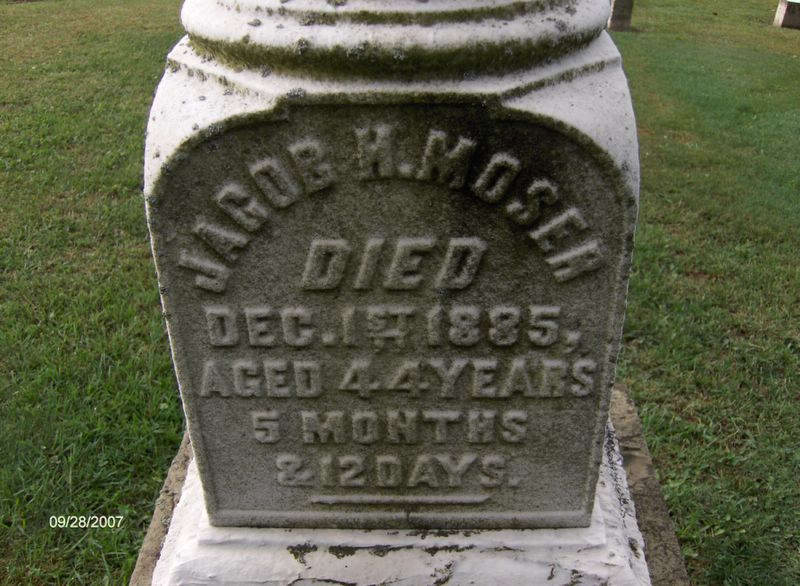 JACOB H. MOSER
DIED
DEC. 1ST 1885,
AGED 44 YEARS
5 MONTHS
& 12 DAYS.
09/28/2007